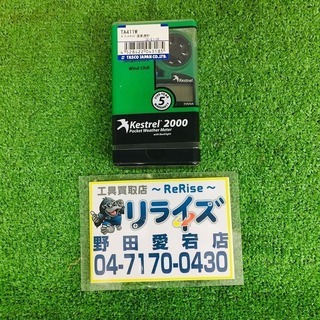 TA411W
TASCO JAPAN CO.,LTD.
Wind Chill
5
Kestrel 2000
Pocket Weather Meter
工具買取店 ～ ReRise ～
リライズ
野田愛宕店
04-7170-0430